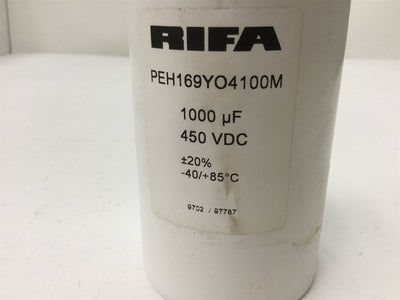 RIFA
PEH169YO4100M
1000 µF
450 VDC
±20%
-40/+85°C
9702 / 97787